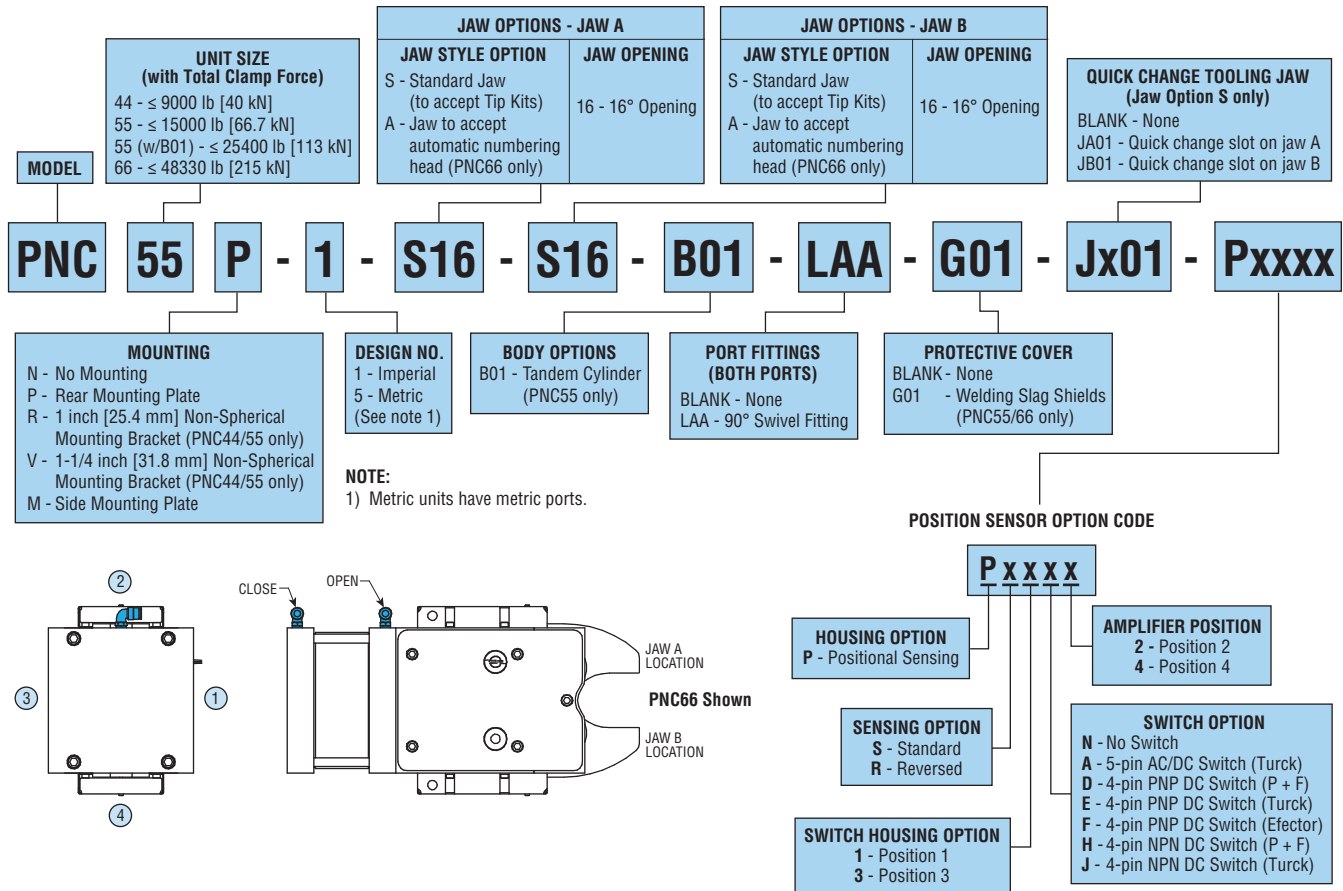 UNIT SIZE
(with Total Clamp Force)
44 - ≤ 9000 lb [40 kN]
55 - ≤ 15000 lb [66.7 kN]
55 (w/B01) - ≤ 25400 lb [113 kN]
66 - ≤ 48330 lb [215 kN]
JAW OPTIONS - JAW A
JAW STYLE OPTION
S - Standard Jaw
(to accept Tip Kits)
A - Jaw to accept
automatic numbering
head (PNC66 only)
JAW OPENING
16 - 16° Opening
JAW OPTIONS - JAW B
JAW STYLE OPTION
S - Standard Jaw
(to accept Tip Kits)
A - Jaw to accept
automatic numbering
head (PNC66 only)
JAW OPENING
16 - 16° Opening
QUICK CHANGE TOOLING JAW
(Jaw Option S only)
BLANK - None
JA01 - Quick change slot on jaw A
JB01 - Quick change slot on jaw B
MODEL
PNC 55 P - 1 - S16 - S16 - B01 - LAA - G01 - Jx01 - Pxxxx
MOUNTING
N - No Mounting
P - Rear Mounting Plate
R - 1 inch [25.4 mm] Non-Spherical
Mounting Bracket (PNC44/55 only)
V - 1-1/4 inch [31.8 mm] Non-Spherical
Mounting Bracket (PNC44/55 only)
M - Side Mounting Plate
DESIGN NO.
1 - Imperial
5 - Metric
(See note 1)
BODY OPTIONS
B01 - Tandem Cylinder
(PNC55 only)
PORT FITTINGS
(BOTH PORTS)
BLANK - None
LAA - 90° Swivel Fitting
PROTECTIVE COVER
BLANK - None
G01 - Welding Slag Shields
(PNC55/66 only)
NOTE:
1) Metric units have metric ports.
2
3
1
4
CLOSE
OPEN
JAW A
LOCATION
PNC66 Shown
JAW B
LOCATION
POSITION SENSOR OPTION CODE
P x x x x
HOUSING OPTION
P - Positional Sensing
SENSING OPTION
S - Standard
R - Reversed
SWITCH HOUSING OPTION
1 - Position 1
3 - Position 3
AMPLIFIER POSITION
2 - Position 2
4 - Position 4
SWITCH OPTION
N - No Switch
A - 5-pin AC/DC Switch (Turck)
D - 4-pin PNP DC Switch (P + F)
E - 4-pin PNP DC Switch (Turck)
F - 4-pin PNP DC Switch (Efector)
H - 4-pin NPN DC Switch (P + F)
J - 4-pin NPN DC Switch (Turck)